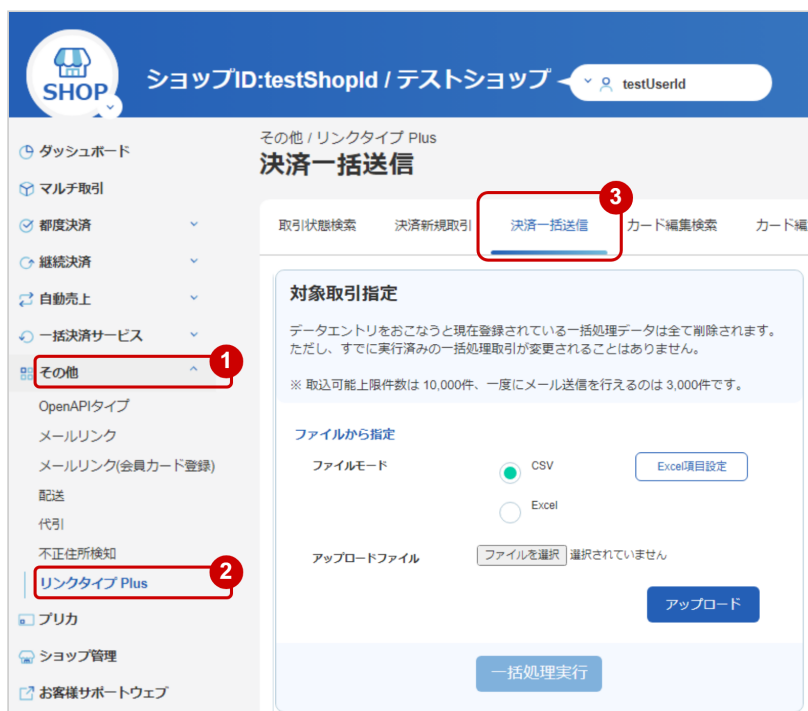 SHOP
ショップID:testShopId / テストショップ
testUserId
ダッシュボード
マルチ取引
都度決済
継続決済
自動売上
一括決済サービス
1
その他
OpenAPIタイプ
メールリンク
メールリンク(会員カード登録)
配送
代引
不正住所検知
2
リンクタイプ Plus
プリカ
ショップ管理
お客様サポートウェブ
その他 / リンクタイプ Plus
決済一括送信
3
取引状態検索 決済新規取引 決済一括送信 カード編集検索 カード編
対象取引指定
データエントリをおこなうと現在登録されている一括処理データは全て削除されます。
ただし、すでに実行済みの一括処理取引が変更されることはありません。
※ 取込可能上限件数は 10,000件、一度にメール送信を行えるのは 3,000件です。
ファイルから指定
ファイルモード CSV Excel項目設定
Excel
アップロードファイル ファイルを選択 選択されていません
アップロード
一括処理実行